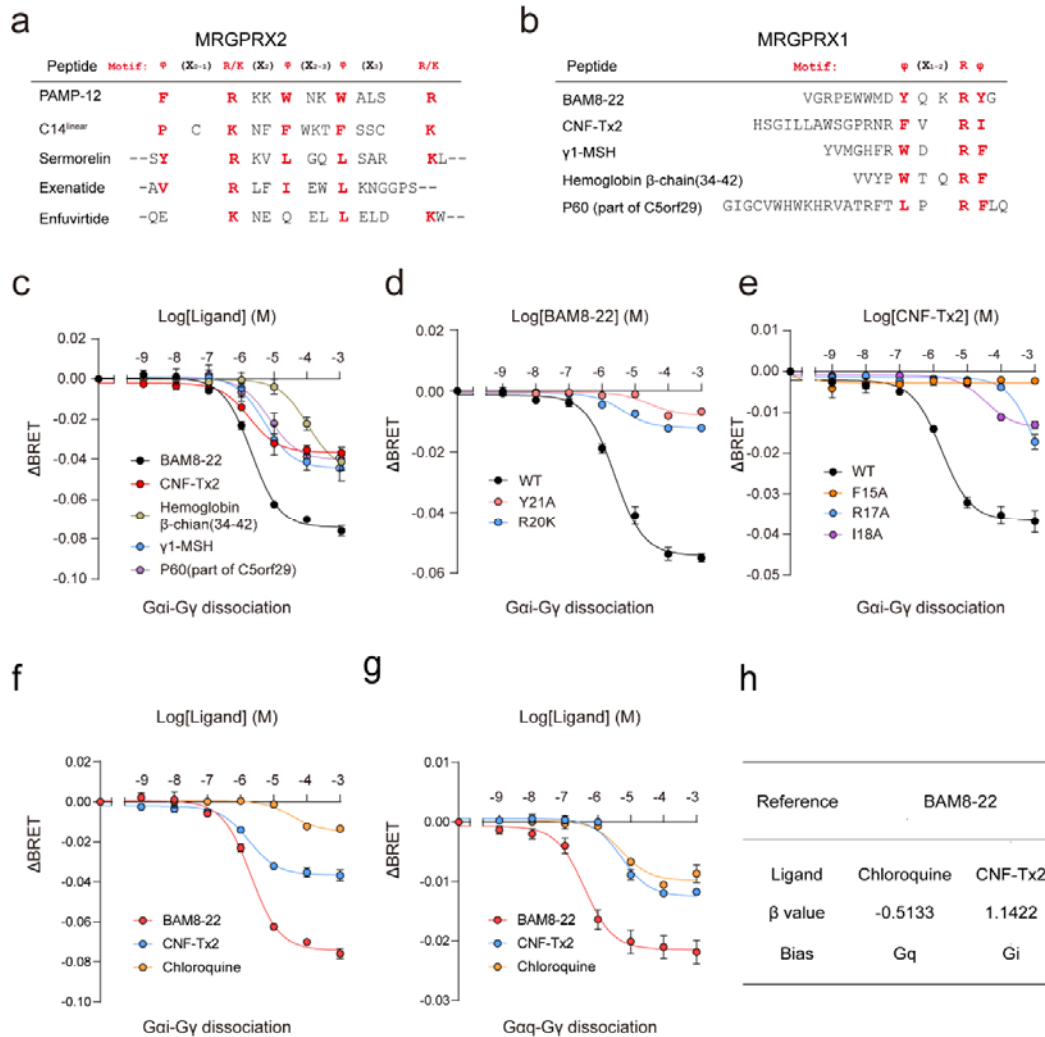 a
MRGPRX2
Peptide Motif: φ (X0-1) R/K (X2) φ (X2-3) φ (X3) R/K
PAMP-12 F R KK W NK W ALS R
C14linear P C K NF F WKT F SSC K
Sermorelin --SY R KV L GQ L SAR KL--
Exenatide --AV R LF I EW L KNGGPS--
Enfuvirtide --QE K NE Q EL L ELD KW--
b
MRGPRX1
Peptide Motif: φ (X1-2) R φ
BAM8-22 VGRPEWWMD Y Q K R YG
CNF-Tx2 HSGILLAWSGPRNR F V R I
γ1-MSH YVMGHFR W D R F
Hemoglobin β-chain(34-42) VVYP W T Q R F
P60 (part of C5orf29) GIGCVWHWKHRVATRFT L P R FLQ
c
Log[Ligand] (M)
-9 -8 -7 -6 -5 -4 -3
0.02
0.00
-0.02
-0.04
-0.06
-0.08
-0.10
ΔBRET
BAM8-22
CNF-Tx2
Hemoglobin
β-chian(34-42)
γ1-MSH
P60(part of C5orf29)
Gαi-Gγ dissociation
d
Log[BAM8-22] (M)
-9 -8 -7 -6 -5 -4 -3
0.02
0.00
-0.02
-0.04
-0.06
ΔBRET
WT
Y21A
R20K
Gαi-Gγ dissociation
e
Log[CNF-Tx2] (M)
-9 -8 -7 -6 -5 -4 -3
0.01
0.00
-0.01
-0.02
-0.03
-0.04
-0.05
ΔBRET
WT
F15A
R17A
I18A
Gαi-Gγ dissociation
f
Log[Ligand] (M)
-9 -8 -7 -6 -5 -4 -3
0.02
0.00
-0.02
-0.04
-0.06
-0.08
-0.10
ΔBRET
BAM8-22
CNF-Tx2
Chloroquine
Gαi-Gγ dissociation
g
Log[Ligand] (M)
-9 -8 -7 -6 -5 -4 -3
0.01
0.00
-0.01
-0.02
-0.03
ΔBRET
BAM8-22
CNF-Tx2
Chloroquine
Gαq-Gγ dissociation
h
Reference BAM8-22
Ligand Chloroquine CNF-Tx2
β value -0.5133 1.1422
Bias Gq Gi